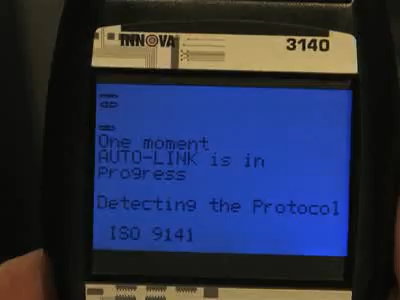 INNOVA
3140
One moment
AUTO-LINK is in
Progress
Detecting the Protocol
ISO 9141